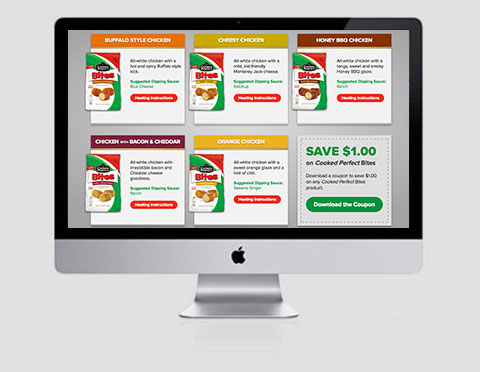 BUFFALO STYLE CHICKEN
All-white chicken with a
hot and spicy Buffalo style
kick.
Suggested Dipping Sauce:
Blue Cheese
Heating Instructions
Bites
CHEESY CHICKEN
All-white chicken with a
mild, kid-friendly
Monterey Jack cheese.
Suggested Dipping Sauce:
Ketchup
Heating Instructions
Bites
HONEY BBQ CHICKEN
All-white chicken with a
tangy, sweet and smoky
Honey BBQ glaze.
Suggested Dipping Sauce:
Ranch
Heating Instructions
Bites
CHICKEN WITH BACON & CHEDDAR
All-white chicken with
irresistible bacon and
Cheddar cheese
goodness.
Suggested Dipping Sauce:
Ranch
Heating Instructions
Bites
ORANGE CHICKEN
All-white chicken with a
sweet orange glaze and a
hint of chili.
Suggested Dipping Sauce:
Sesame Ginger
Heating Instructions
Bites
SAVE $1.00
on Cooked Perfect Bites
Download a coupon to save $1.00
on any Cooked Perfect Bites
product.
Download the Coupon